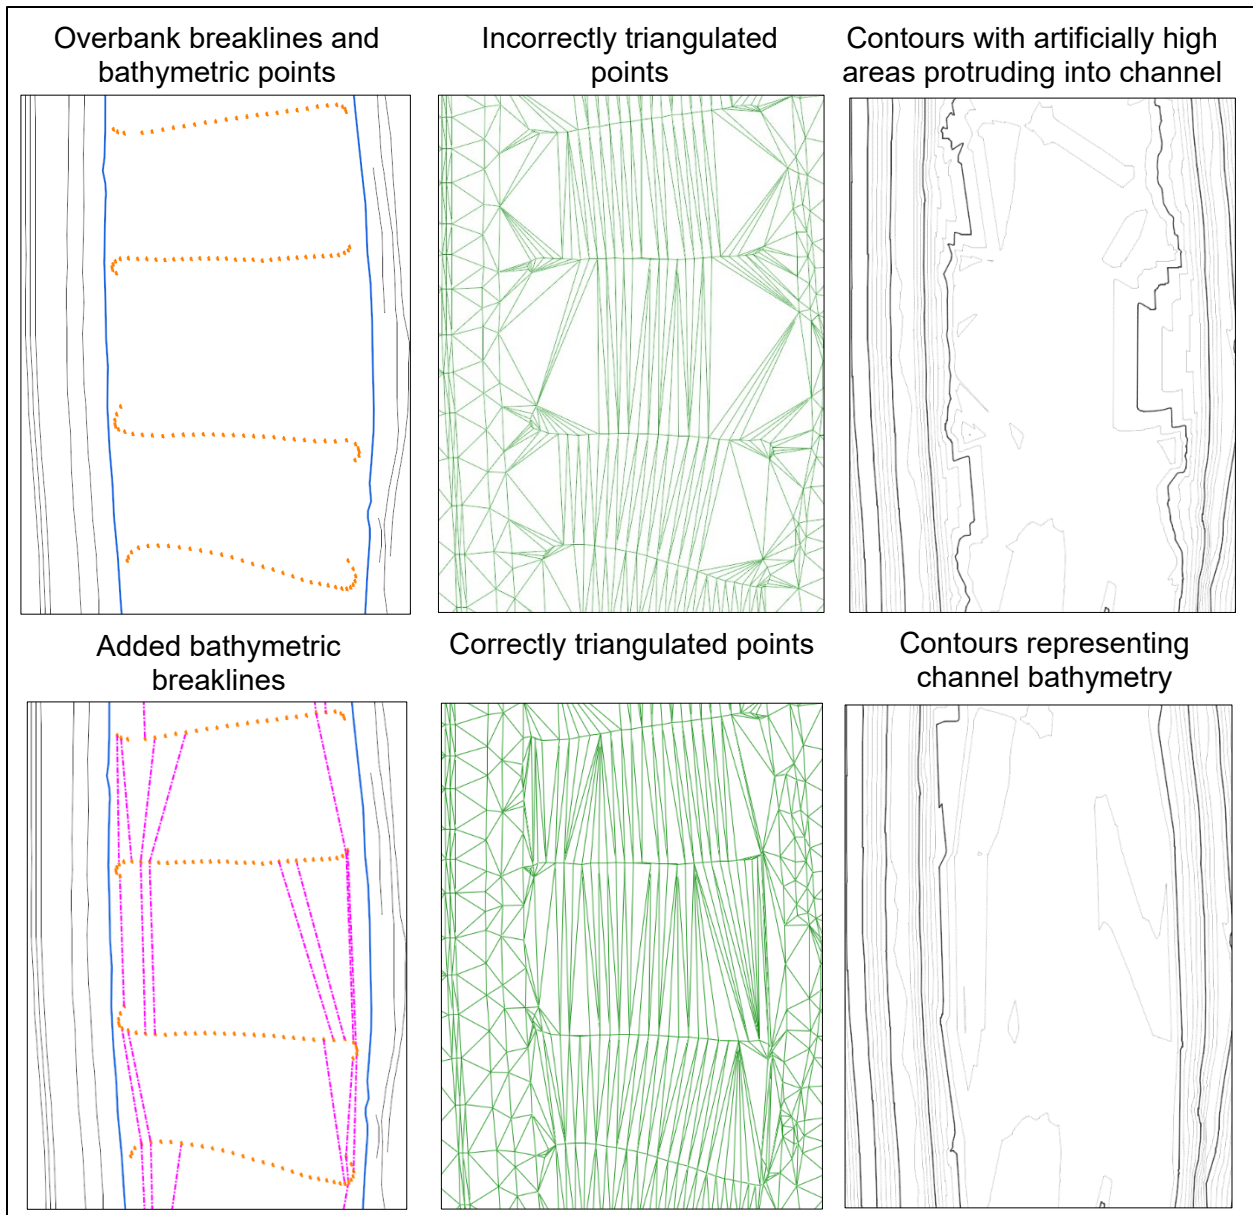 Overbank breaklines and
bathymetric points
Incorrectly triangulated
points
Contours with artificially high
areas protruding into channel
Added bathymetric
breaklines
Correctly triangulated points
Contours representing
channel bathymetry